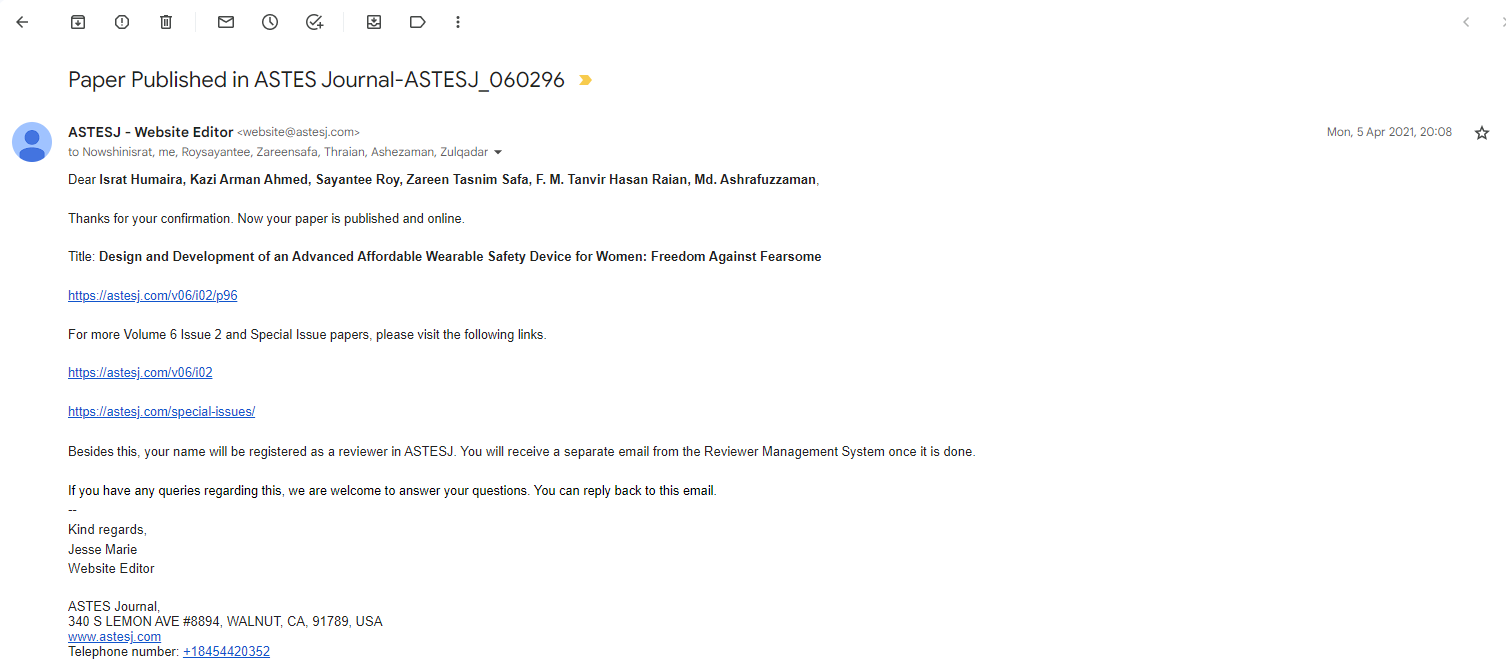 Paper Published in ASTES Journal-ASTESJ_060296
ASTESJ - Website Editor <website@astesj.com>
Mon, 5 Apr 2021, 20:08
to Nowshinisrat, me, Roysayantee, Zareensafa, Thraian, Ashezaman, Zulqadar
Dear Israt Humaira, Kazi Arman Ahmed, Sayantee Roy, Zareen Tasnim Safa, F. M. Tanvir Hasan Raian, Md. Ashrafuzzaman,
Thanks for your confirmation. Now your paper is published and online.
Title: Design and Development of an Advanced Affordable Wearable Safety Device for Women: Freedom Against Fearsome
https://astesj.com/v06/i02/p96
For more Volume 6 Issue 2 and Special Issue papers, please visit the following links.
https://astesj.com/v06/i02
https://astesj.com/special-issues/
Besides this, your name will be registered as a reviewer in ASTESJ. You will receive a separate email from the Reviewer Management System once it is done.
If you have any queries regarding this, we are welcome to answer your questions. You can reply back to this email.
--
Kind regards,
Jesse Marie
Website Editor
ASTES Journal,
340 S LEMON AVE #8894, WALNUT, CA, 91789, USA
www.astesj.com
Telephone number: +18454420352